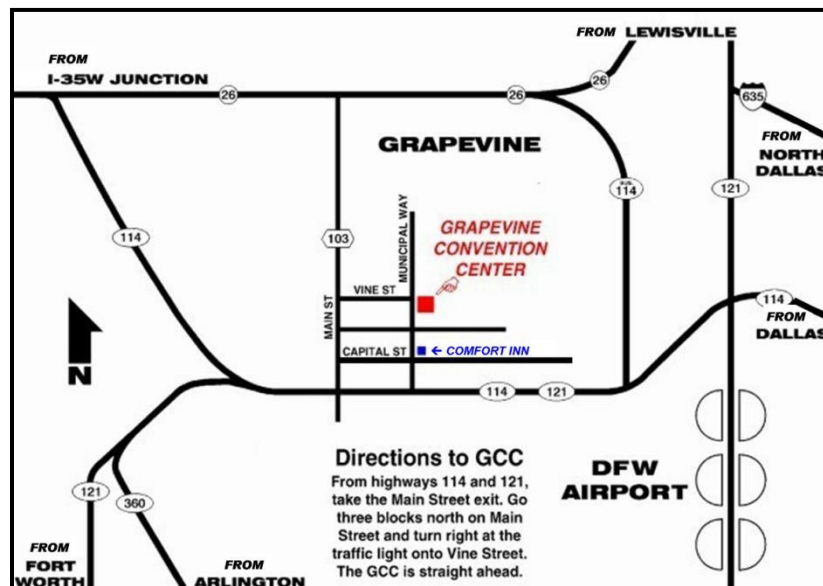 FROM
I-35W JUNCTION
FROM LEWISVILLE
26
26
26
635
FROM
NORTH
DALLAS
GRAPEVINE
BUS.
114
121
114
103
MUNICIPAL WAY
GRAPEVINE
CONVENTION
CENTER
VINE ST
MAIN ST
114
FROM
DALLAS
CAPITAL ST
← COMFORT INN
N
114
121
Directions to GCC
From highways 114 and 121,
take the Main Street exit. Go
three blocks north on Main
Street and turn right at the
traffic light onto Vine Street.
The GCC is straight ahead.
DFW
AIRPORT
121
360
FROM
FORT
WORTH
FROM
ARLINGTON